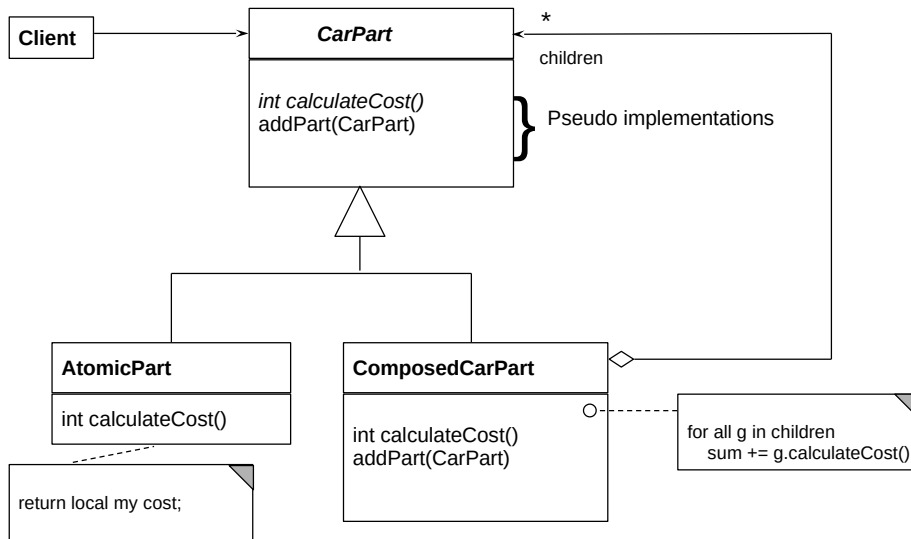 Client
CarPart
*
children
int calculateCost()
addPart(CarPart)
Pseudo implementations
AtomicPart
int calculateCost()
ComposedCarPart
int calculateCost()
addPart(CarPart)
for all g in children
sum += g.calculateCost()
return local my cost;